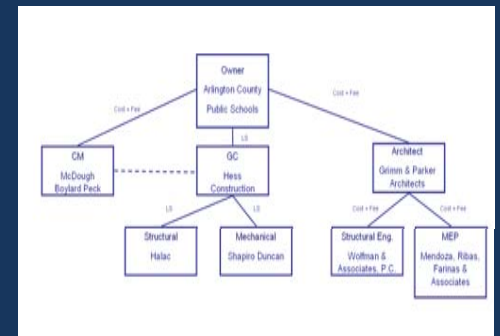 Owner
Arlington County
Public Schools
Cost + Fee
Cost + Fee
LS
CM
McDough
Boylard Peck
GC
Hess
Construction
Architect
Grimm & Parker
Architects
LS
LS
Cost + Fee
Cost + Fee
Structural
Halac
Mechanical
Shapiro Duncan
Structural Eng.
Wolfman &
Associates, P.C.
MEP
Mendoza, Ribas,
Farinas &
Associates